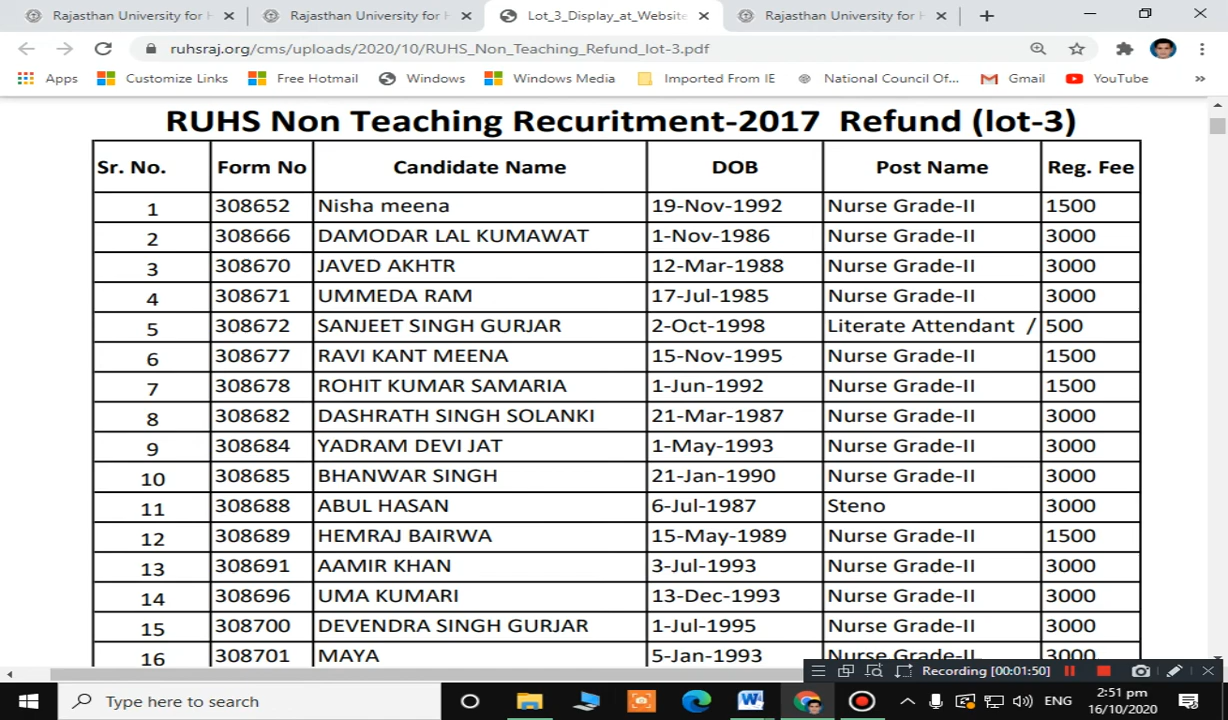 Rajasthan University for H
Rajasthan University for H
Lot_3_Display_at_Website
Rajasthan University for H
ruhsraj.org/cms/uploads/2020/10/RUHS_Non_Teaching_Refund_lot-3.pdf
Apps Customize Links Free Hotmail Windows Windows Media Imported From IE National Council Of... Gmail YouTube »
RUHS Non Teaching Recuritment-2017 Refund (lot-3)
Sr. No. Form No Candidate Name DOB Post Name Reg. Fee
1 308652 Nisha meena 19-Nov-1992 Nurse Grade-II 1500
2 308666 DAMODAR LAL KUMAWAT 1-Nov-1986 Nurse Grade-II 3000
3 308670 JAVED AKHTR 12-Mar-1988 Nurse Grade-II 3000
4 308671 UMMEDA RAM 17-Jul-1985 Nurse Grade-II 3000
5 308672 SANJEET SINGH GURJAR 2-Oct-1998 Literate Attendant / 500
6 308677 RAVI KANT MEENA 15-Nov-1995 Nurse Grade-II 1500
7 308678 ROHIT KUMAR SAMARIA 1-Jun-1992 Nurse Grade-II 1500
8 308682 DASHRATH SINGH SOLANKI 21-Mar-1987 Nurse Grade-II 3000
9 308684 YADRAM DEVI JAT 1-May-1993 Nurse Grade-II 3000
10 308685 BHANWAR SINGH 21-Jan-1990 Nurse Grade-II 3000
11 308688 ABUL HASAN 6-Jul-1987 Steno 3000
12 308689 HEMRAJ BAIRWA 15-May-1989 Nurse Grade-II 1500
13 308691 AAMIR KHAN 3-Jul-1993 Nurse Grade-II 3000
14 308696 UMA KUMARI 13-Dec-1993 Nurse Grade-II 3000
15 308700 DEVENDRA SINGH GURJAR 1-Jul-1995 Nurse Grade-II 3000
16 308701 MAYA 5-Jan-1993 Nurse Grade-II 3000
Recording [00:01:50]
Type here to search
ENG
2:51 pm
16/10/2020